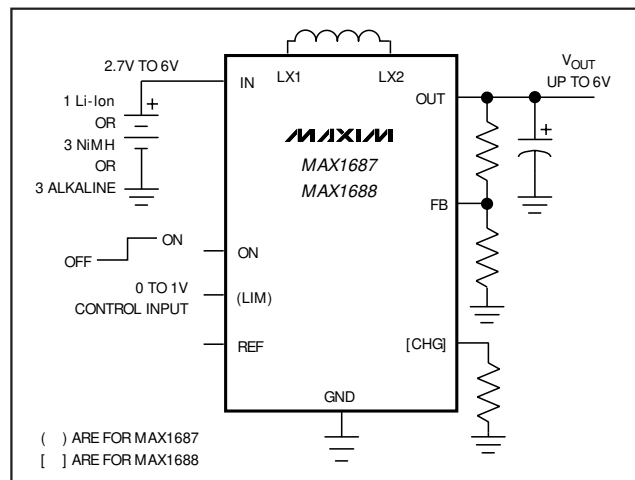 2.7V TO 6V
1 Li-Ion
OR
3 NiMH
OR
3 ALKALINE
+
IN
LX1
LX2
OUT
VOUT
UP TO 6V
+
MAXIM
MAX1687
MAX1688
FB
OFF
ON
ON
0 TO 1V
CONTROL INPUT
(LIM)
REF
[CHG]
GND
( ) ARE FOR MAX1687
[ ] ARE FOR MAX1688